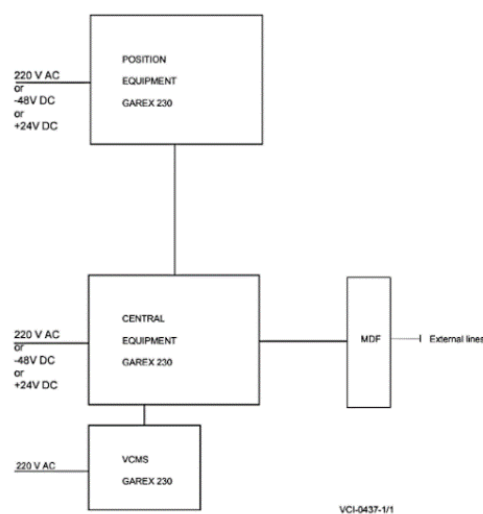 POSITION
EQUIPMENT
GAREX 230
220 V AC
or
-48V DC
or
+24V DC
CENTRAL
EQUIPMENT
GAREX 230
220 V AC
or
-48V DC
or
+24V DC
MDF
External lines
VCMS
GAREX 230
220 V AC
VCI-0437-1/1